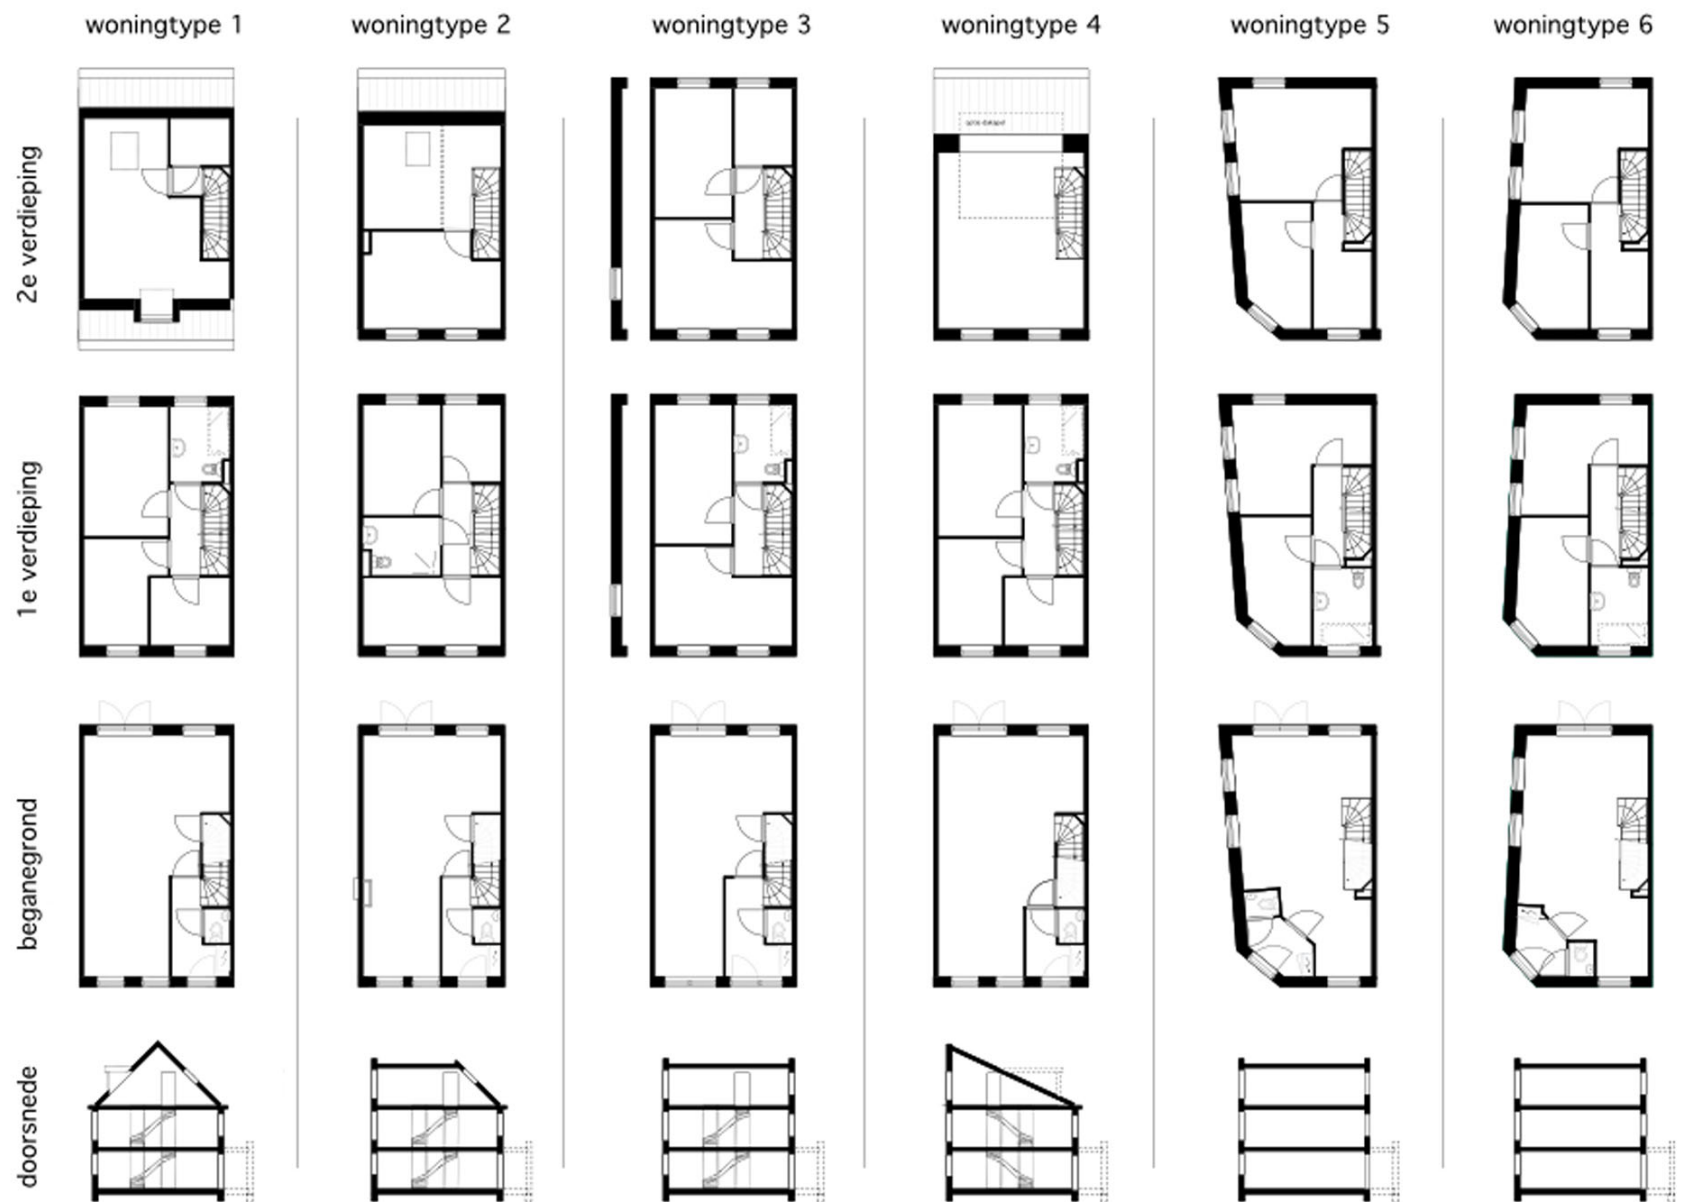 woningtype 1
woningtype 2
woningtype 3
woningtype 4
woningtype 5
woningtype 6
2e verdieping
1e verdieping
beganegrond
doorsnede